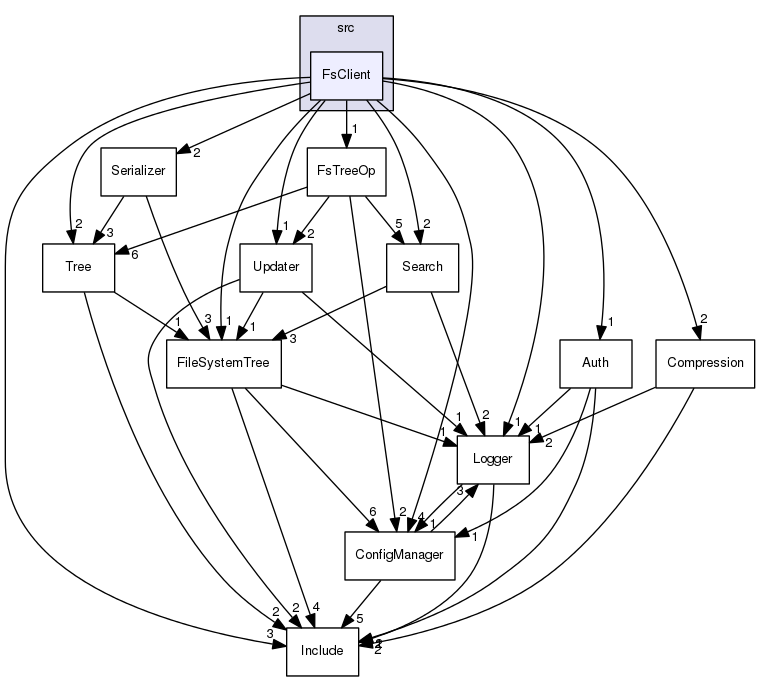 src
FsClient
1
2
Serializer
FsTreeOp
2
3
6
1
2
5
2
Tree
Updater
Search
1
3
1
1
3
1
2
FileSystemTree
Auth
Compression
1
1
2
1
1
2
Logger
3
6
2
4
1
1
ConfigManager
2
2
4
5
3
2
Include